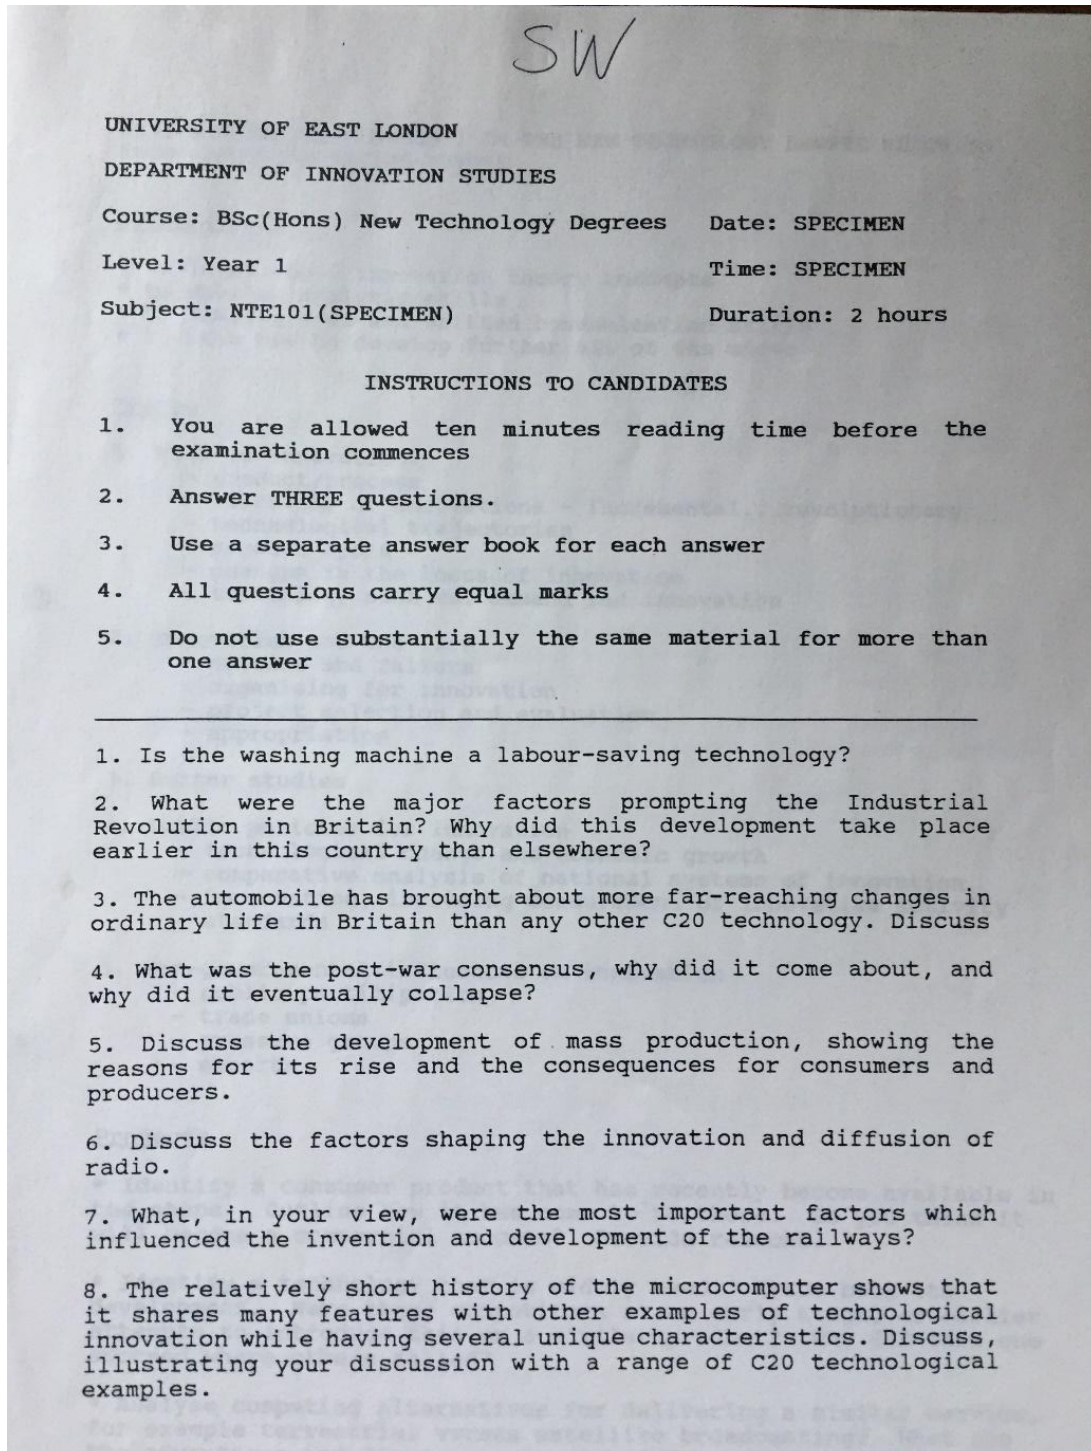 SW
UNIVERSITY OF EAST LONDON
DEPARTMENT OF INNOVATION STUDIES
Course: BSc(Hons) New Technology Degrees Date: SPECIMEN
Level: Year 1 Time: SPECIMEN
Subject: NTE101(SPECIMEN) Duration: 2 hours
INSTRUCTIONS TO CANDIDATES
1. You are allowed ten minutes reading time before the
examination commences
2. Answer THREE questions.
3. Use a separate answer book for each answer
4. All questions carry equal marks
5. Do not use substantially the same material for more than
one answer
1. Is the washing machine a labour-saving technology?
2. What were the major factors prompting the Industrial
Revolution in Britain? Why did this development take place
earlier in this country than elsewhere?
3. The automobile has brought about more far-reaching changes in
ordinary life in Britain than any other C20 technology. Discuss
4. What was the post-war consensus, why did it come about, and
why did it eventually collapse?
5. Discuss the development of mass production, showing the
reasons for its rise and the consequences for consumers and
producers.
6. Discuss the factors shaping the innovation and diffusion of
radio.
7. What, in your view, were the most important factors which
influenced the invention and development of the railways?
8. The relatively short history of the microcomputer shows that
it shares many features with other examples of technological
innovation while having several unique characteristics. Discuss,
illustrating your discussion with a range of C20 technological
examples.